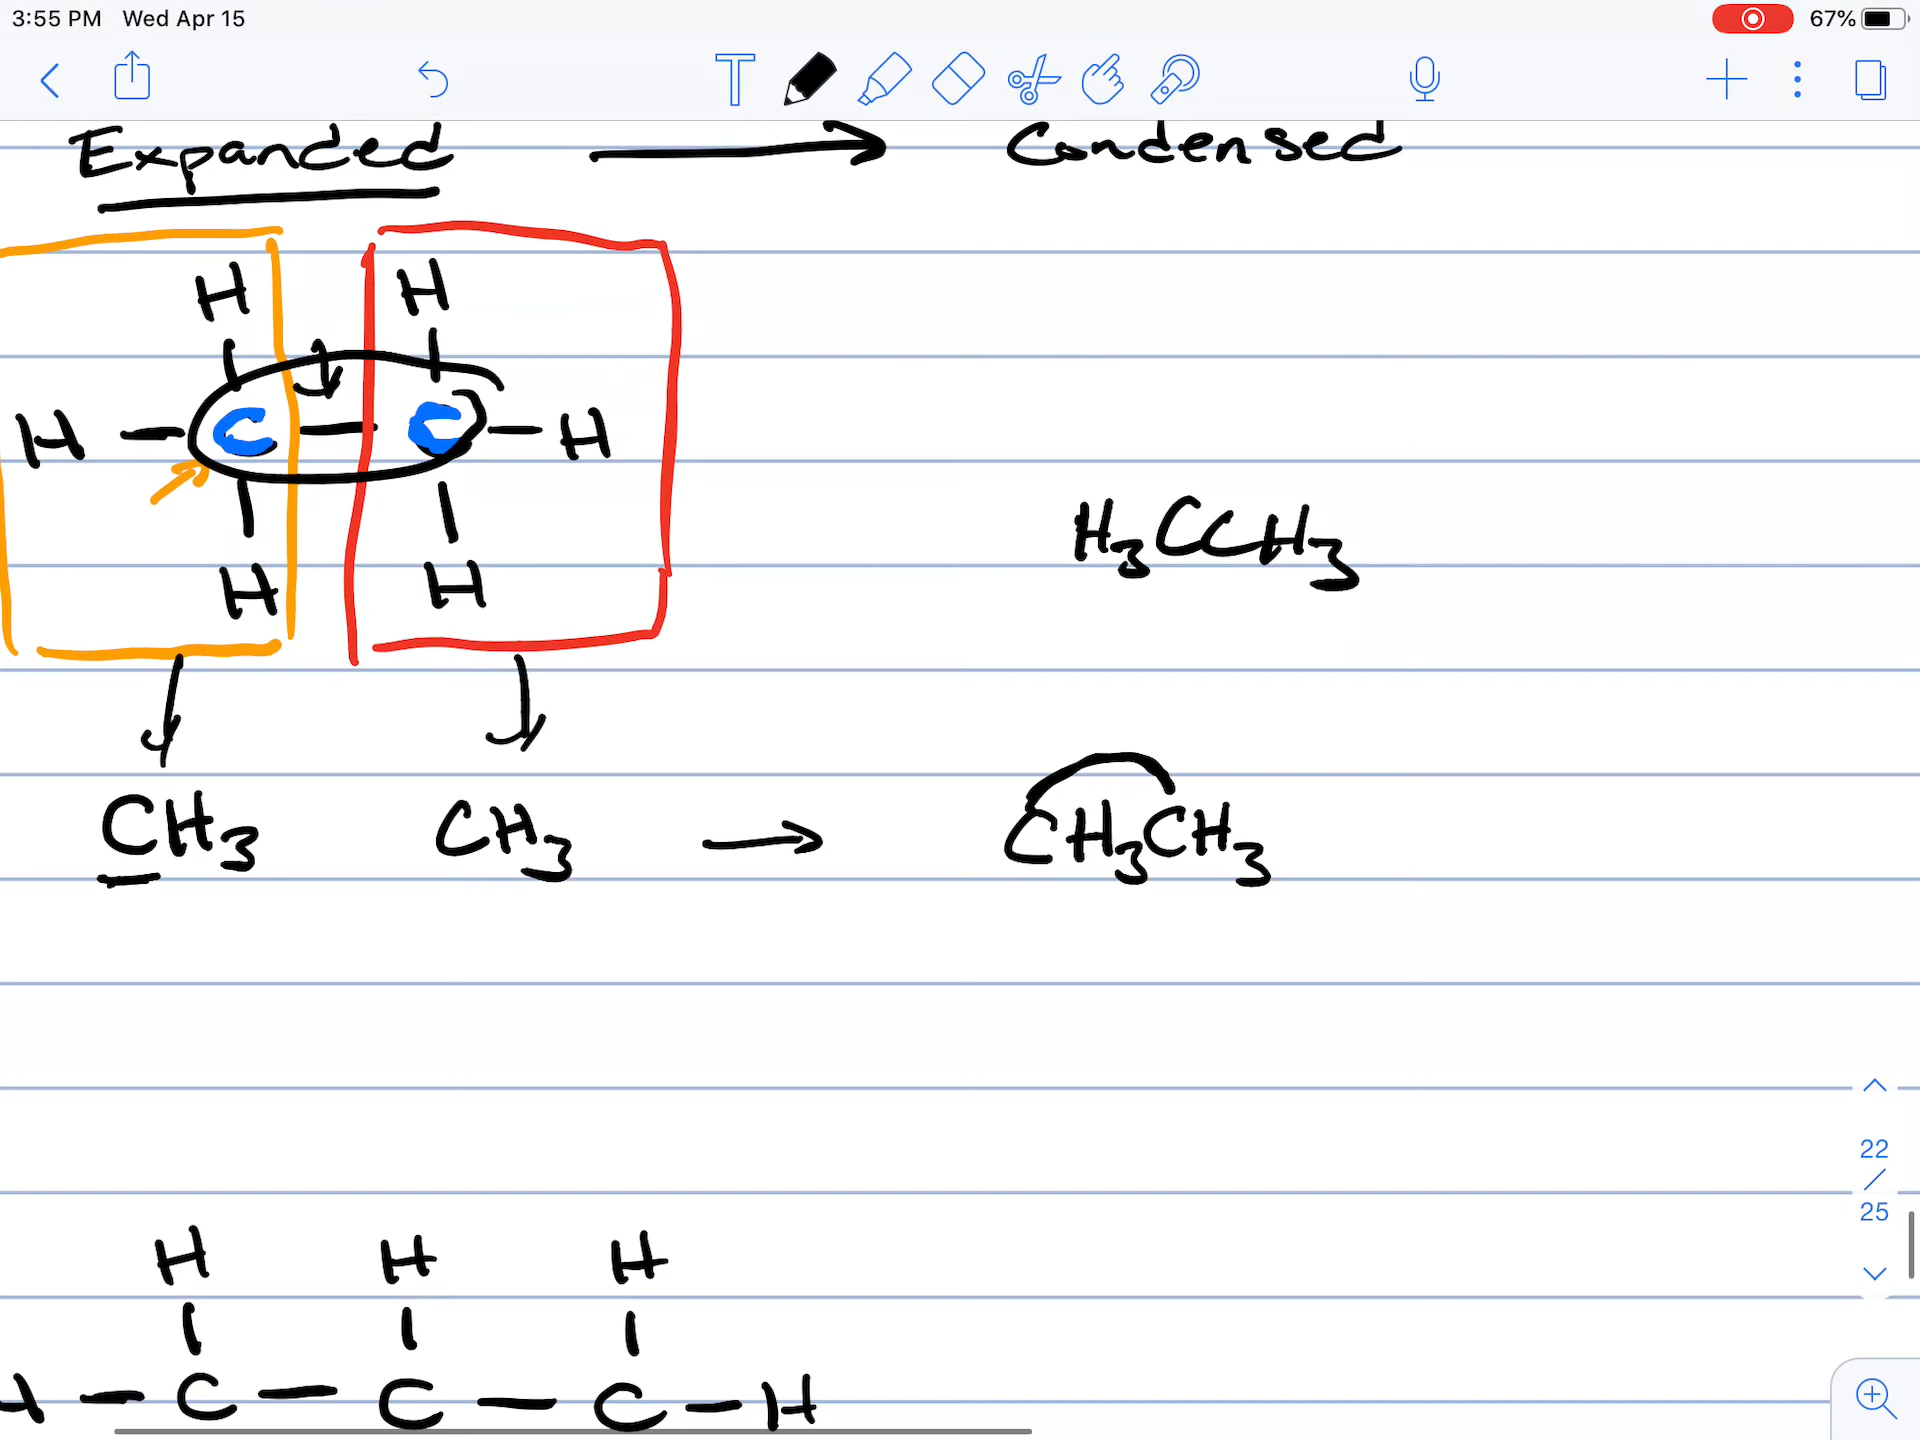 3:55 PM Wed Apr 15 67%
Expanded → Condensed
H H
H - C - C - H
H H
H₃CCH₃
CH₃ CH₃ → CH₃CH₃
22
/
25
H H H
H - C - C - C - H